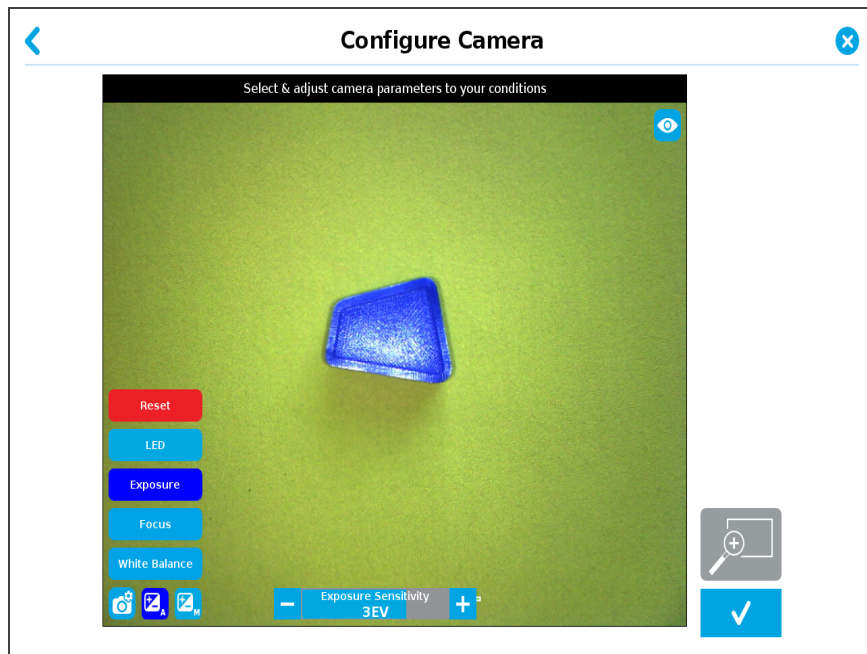 Configure Camera
Select & adjust camera parameters to your conditions
Reset
LED
Exposure
Focus
White Balance
A
M
Exposure Sensitivity
3EV